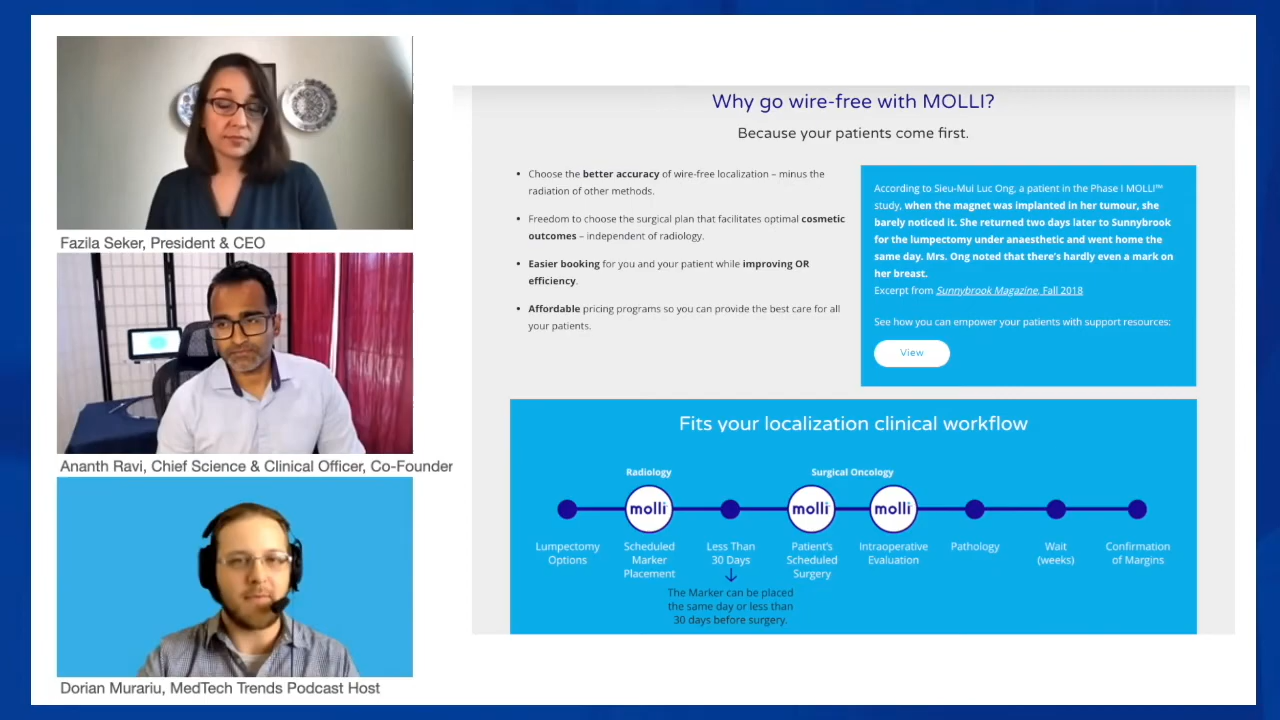 Fazila Seker, President & CEO
Ananth Ravi, Chief Science & Clinical Officer, Co-Founder
Dorian Murariu, MedTech Trends Podcast Host
Why go wire-free with MOLLI?
Because your patients come first.
• Choose the better accuracy of wire-free localization – minus the
radiation of other methods.
• Freedom to choose the surgical plan that facilitates optimal cosmetic
outcomes – independent of radiology.
• Easier booking for you and your patient while improving OR
efficiency.
• Affordable pricing programs so you can provide the best care for all
your patients.
According to Sieu-Mui Luc Ong, a patient in the Phase I MOLLI™
study, when the magnet was implanted in her tumour, she
barely noticed it. She returned two days later to Sunnybrook
for the lumpectomy under anaesthetic and went home the
same day. Mrs. Ong noted that there's hardly even a mark on
her breast.
Excerpt from Sunnybrook Magazine, Fall 2018
See how you can empower your patients with support resources:
View
Fits your localization clinical workflow
Radiology
Surgical Oncology
molli
molli
molli
Lumpectomy
Options
Scheduled
Marker
Placement
Less Than
30 Days
Patient's
Scheduled
Surgery
Intraoperative
Evaluation
Pathology
Wait
(weeks)
Confirmation
of Margins
The Marker can be placed
the same day or less than
30 days before surgery.